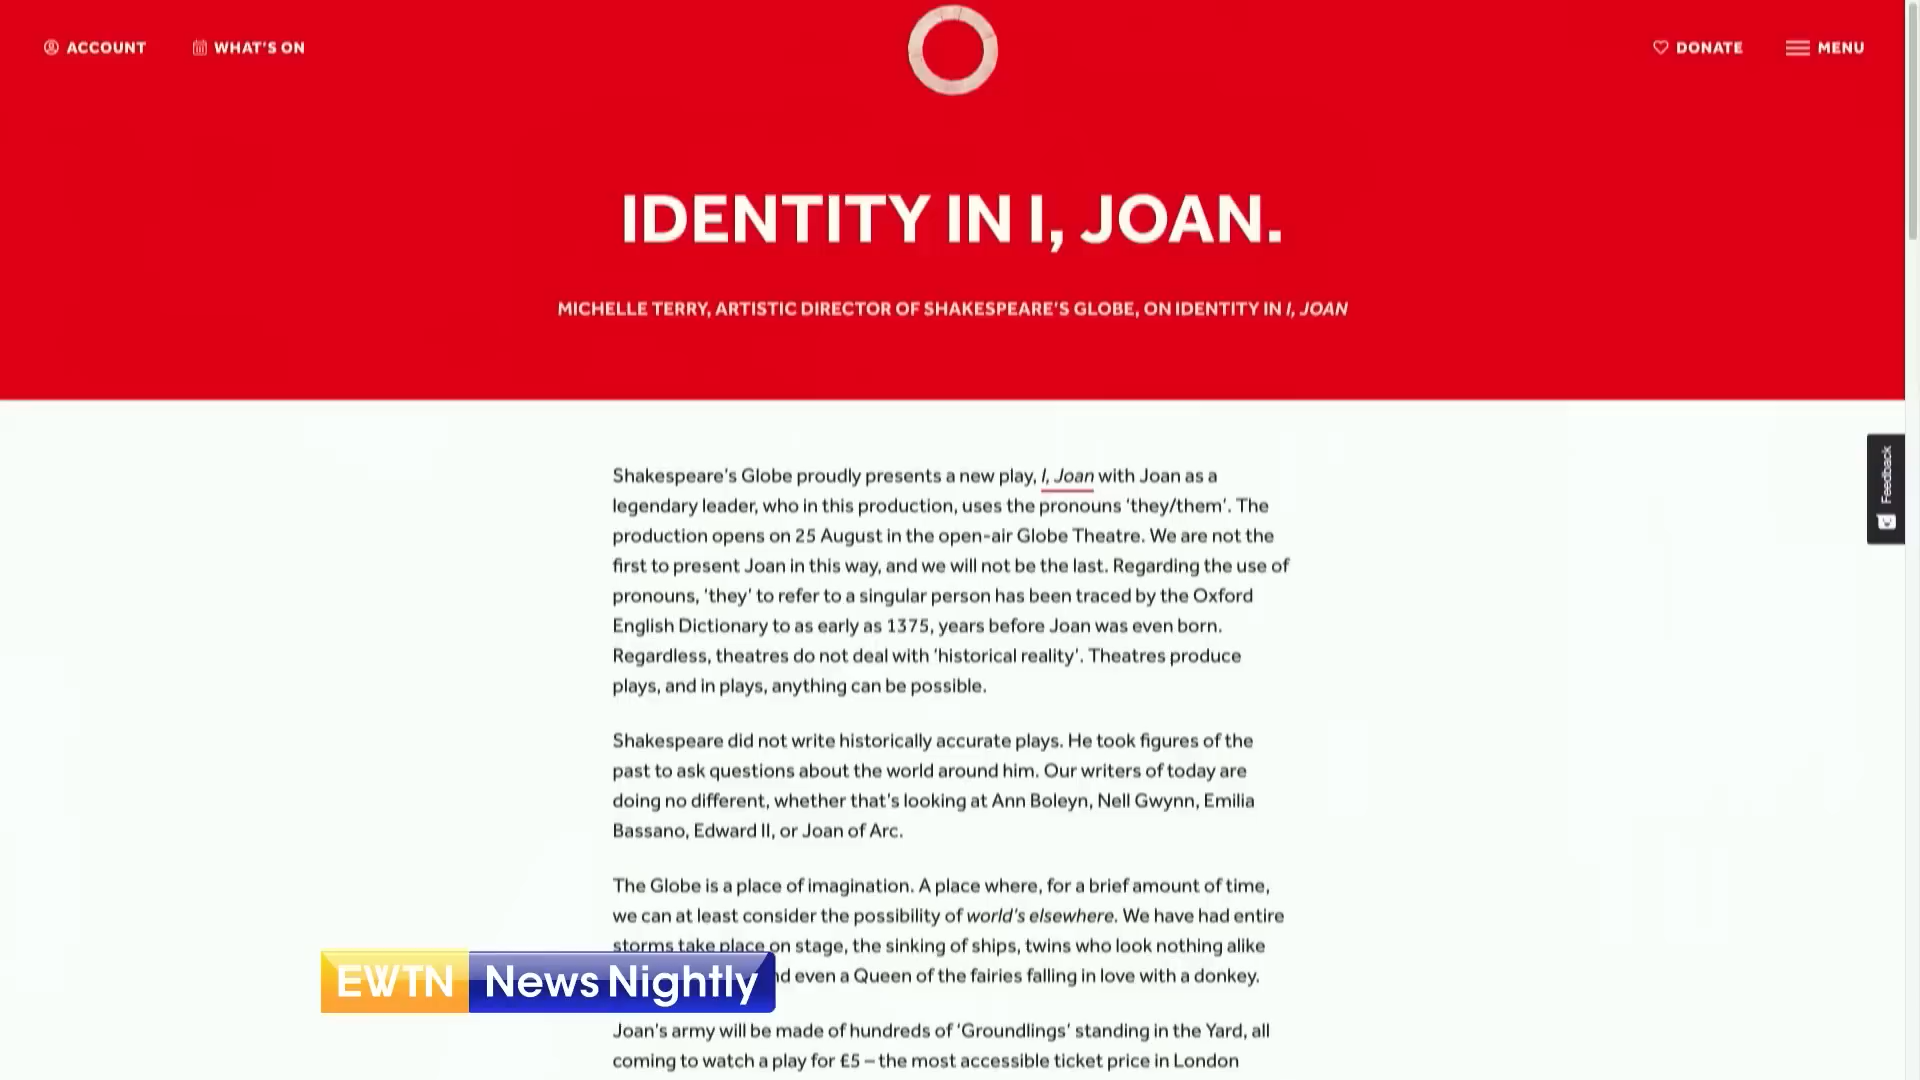 ACCOUNT
WHAT'S ON
DONATE
MENU
IDENTITY IN I, JOAN.
MICHELLE TERRY, ARTISTIC DIRECTOR OF SHAKESPEARE'S GLOBE, ON IDENTITY IN I, JOAN
Feedback
Shakespeare's Globe proudly presents a new play, I, Joan with Joan as a
legendary leader, who in this production, uses the pronouns 'they/them'. The
production opens on 25 August in the open-air Globe Theatre. We are not the
first to present Joan in this way, and we will not be the last. Regarding the use of
pronouns, 'they' to refer to a singular person has been traced by the Oxford
English Dictionary to as early as 1375, years before Joan was even born.
Regardless, theatres do not deal with 'historical reality'. Theatres produce
plays, and in plays, anything can be possible.
Shakespeare did not write historically accurate plays. He took figures of the
past to ask questions about the world around him. Our writers of today are
doing no different, whether that's looking at Ann Boleyn, Nell Gwynn, Emilia
Bassano, Edward II, or Joan of Arc.
The Globe is a place of imagination. A place where, for a brief amount of time,
we can at least consider the possibility of world's elsewhere. We have had entire
storms take place on stage, the sinking of ships, twins who look nothing alike
even a Queen of the fairies falling in love with a donkey.
EWTN News Nightly
Joan's army will be made of hundreds of 'Groundlings' standing in the Yard, all
coming to watch a play for £5 – the most accessible ticket price in London